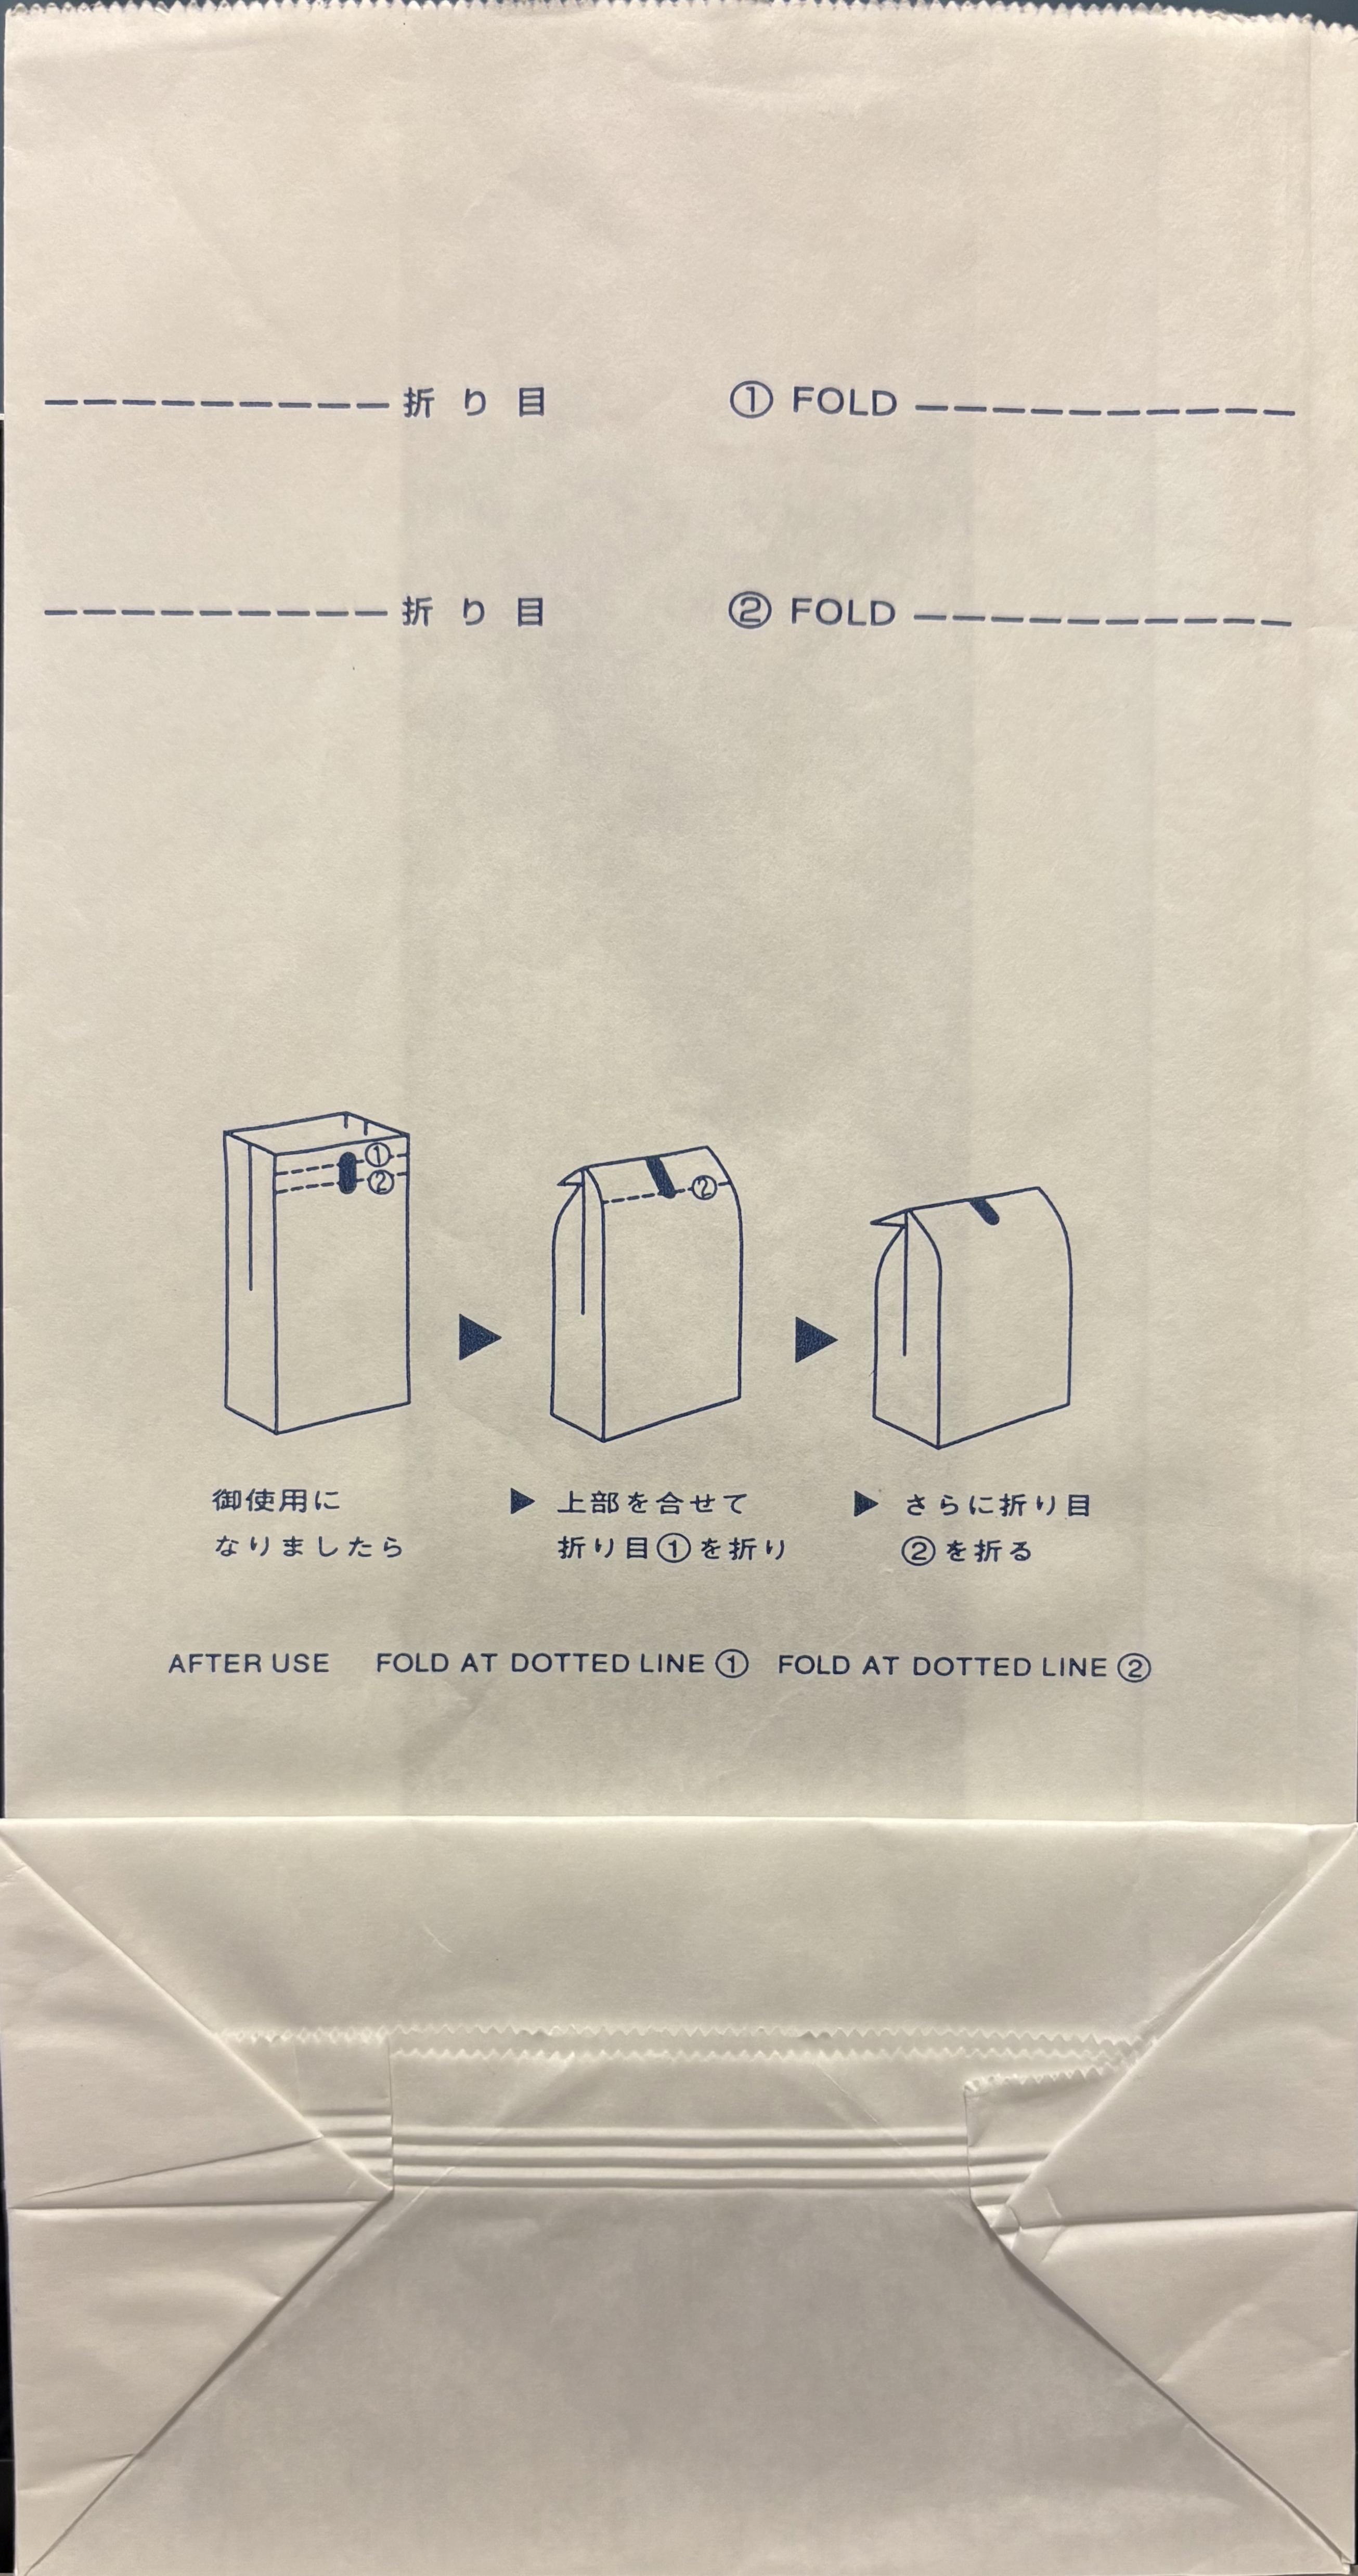 折り目 ① FOLD
折り目 ② FOLD
① 
②
②
御使用に
なりましたら
▶ 上部を合せて
折り目①を折り
▶ さらに折り目
②を折る
AFTER USE FOLD AT DOTTED LINE ① FOLD AT DOTTED LINE ②